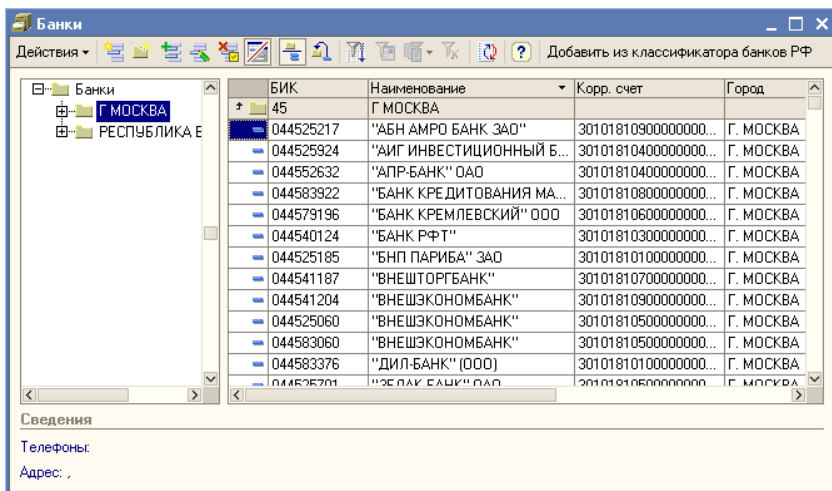 Банки
Действия Добавить из классификатора банков РФ
Банки
Г МОСКВА
РЕСПУБЛИКА Б
БИК Наименование Корр. счет Город
45 Г МОСКВА
044525217 "АБН АМРО БАНК ЗАО" 30101810900000000... Г. МОСКВА
044525924 "АИГ ИНВЕСТИЦИОННЫЙ Б... 30101810400000000... Г. МОСКВА
044552632 "АПР-БАНК" ОАО 30101810400000000... Г. МОСКВА
044583922 "БАНК КРЕДИТОВАНИЯ МА... 30101810800000000... Г. МОСКВА
044579196 "БАНК КРЕМЛЕВСКИЙ" ООО 30101810600000000... Г. МОСКВА
044540124 "БАНК РФТ" 30101810300000000... Г. МОСКВА
044525185 "БНП ПАРИБА" ЗАО 30101810100000000... Г. МОСКВА
044541187 "ВНЕШТОРГБАНК" 30101810700000000... Г. МОСКВА
044541204 "ВНЕШЭКОНОМБАНК" 30101810900000000... Г. МОСКВА
044525060 "ВНЕШЭКОНОМБАНК" 30101810500000000... Г. МОСКВА
044583060 "ВНЕШЭКОНОМБАНК" 30101810500000000... Г. МОСКВА
044583376 "ДИЛ-БАНК" (ООО) 30101810100000000... Г. МОСКВА
Сведения
Телефоны:
Адрес: ,